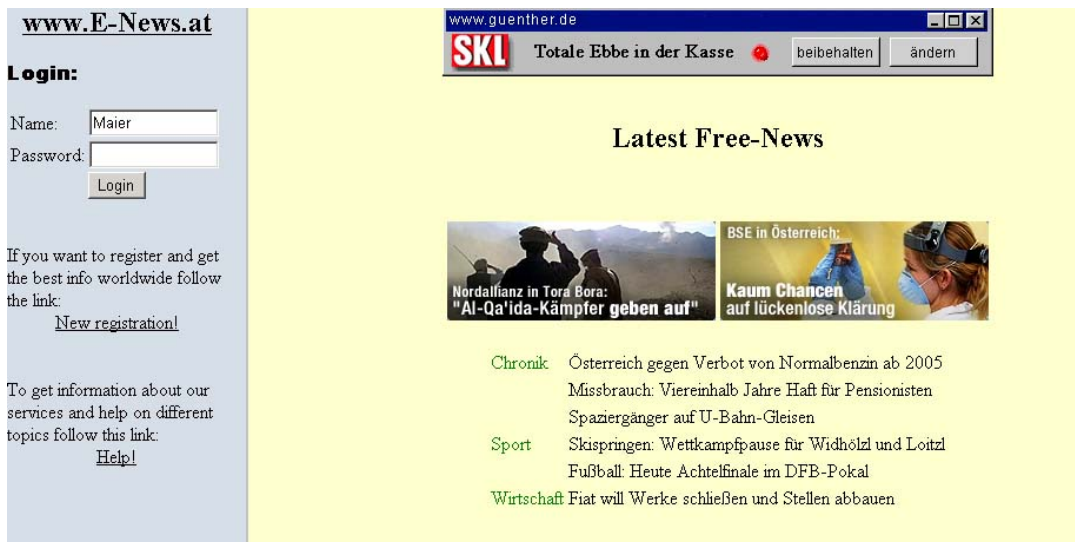 www.E-News.at
Login:
Name: Maier
Password:
Login
If you want to register and get
the best info worldwide follow
the link:
New registration!
To get information about our
services and help on different
topics follow this link:
Help!
www.guenther.de
SKL Totale Ebbe in der Kasse beibehalten ändern
Latest Free-News
Nordallianz in Tora Bora:
"Al-Qa'ida-Kämpfer geben auf"
BSE in Österreich:
Kaum Chancen
auf lückenlose Klärung
Chronik Österreich gegen Verbot von Normalbenzin ab 2005
Missbrauch: Viereinhalb Jahre Haft für Pensionisten
Spaziergänger auf U-Bahn-Gleisen
Sport Skispringen: Wettkampfpause für Widhölzl und Loitzl
Fußball: Heute Achtelfinale im DFB-Pokal
Wirtschaft Fiat will Werke schließen und Stellen abbauen